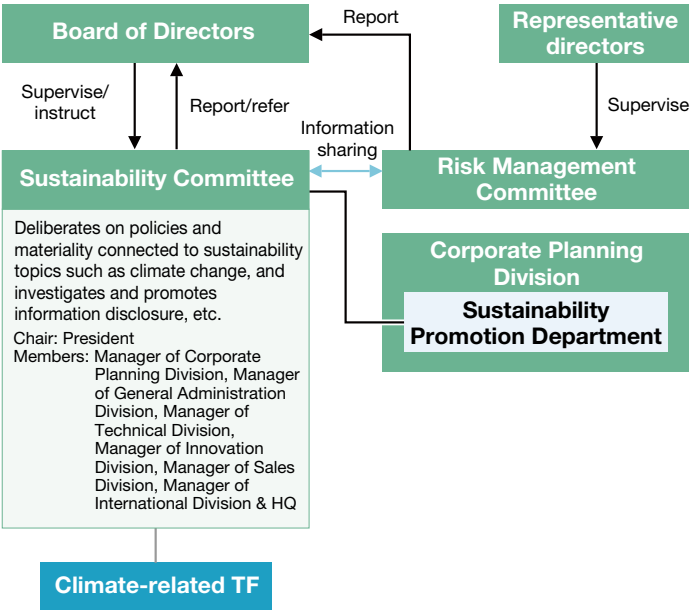 Board of Directors
Report
Representative
directors
Supervise/
instruct
Report/refer
Supervise
Information
sharing
Sustainability Committee
Risk Management
Committee
Deliberates on policies and
materiality connected to sustainability
topics such as climate change, and
investigates and promotes
information disclosure, etc.
Chair: President
Members: Manager of Corporate
Planning Division, Manager
of General Administration
Division, Manager of
Technical Division,
Manager of Innovation
Division, Manager of Sales
Division, Manager of
International Division & HQ
Corporate Planning
Division
Sustainability
Promotion Department
Climate-related TF